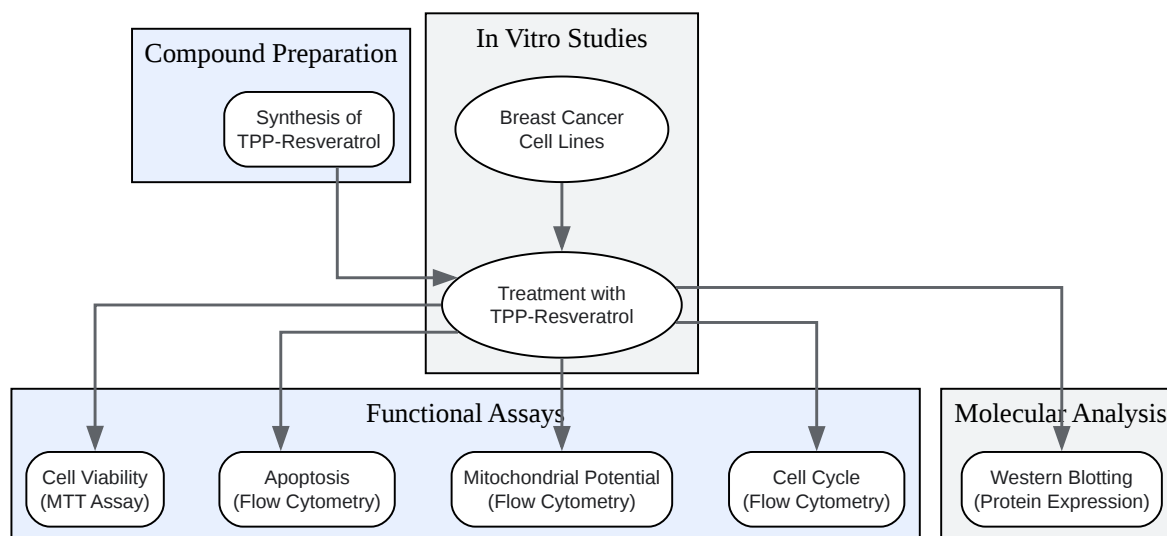 Compound Preparation
Synthesis of
TPP-Resveratrol
In Vitro Studies
Breast Cancer
Cell Lines
Treatment with
TPP-Resveratrol
Functional Assays
Cell Viability
(MTT Assay)
Apoptosis
(Flow Cytometry)
Mitochondrial Potential
(Flow Cytometry)
Cell Cycle
(Flow Cytometry)
Molecular Analysis
Western Blotting
(Protein Expression)